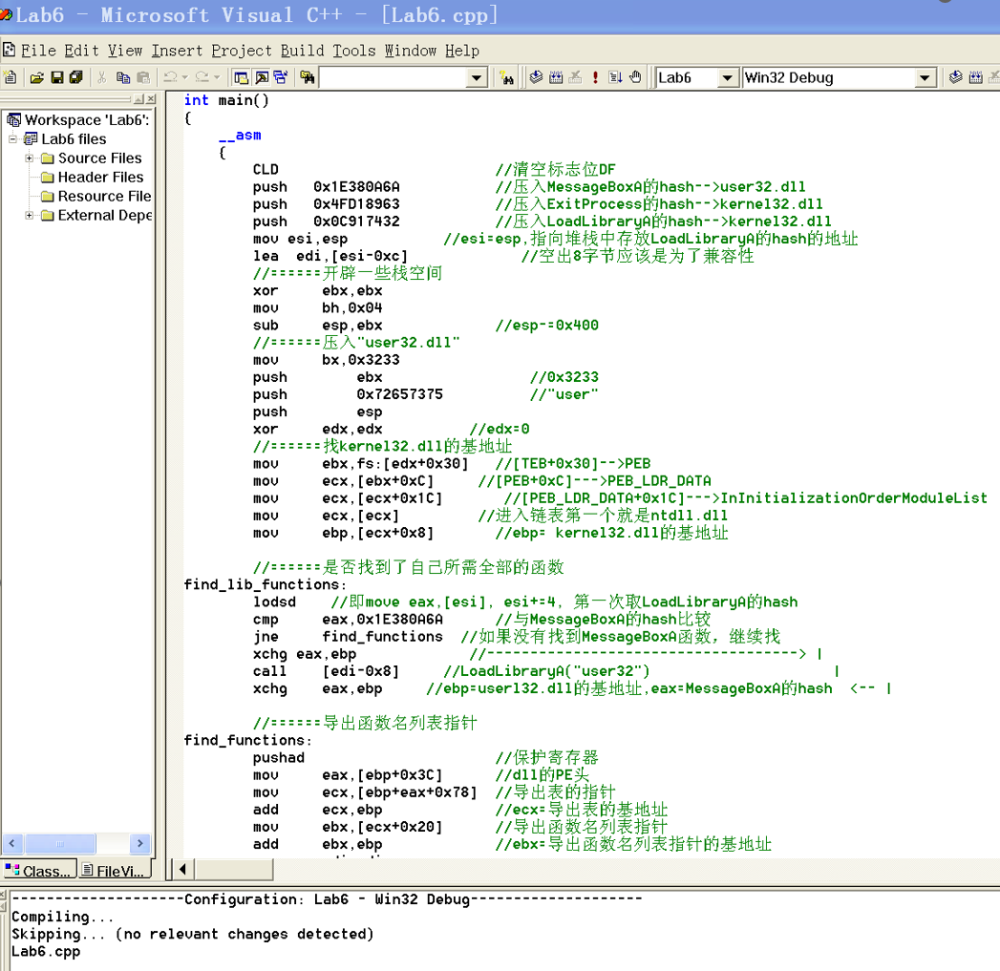 Lab6 - Microsoft Visual C++ - [Lab6.cpp]
File Edit View Insert Project Build Tools Window Help
Lab6 Win32 Debug
Workspace 'Lab6':
Lab6 files
Source Files
Header Files
Resource File
External Depe
Class... FileVi...
int main()
{
__asm
{
CLD //清空标志位DF
push 0x1E380A6A //压入MessageBoxA的hash-->user32.dll
push 0x4FD18963 //压入ExitProcess的hash-->kernel32.dll
push 0x0C917432 //压入LoadLibraryA的hash-->kernel32.dll
mov esi,esp //esi=esp,指向堆栈中存放LoadLibraryA的hash的地址
lea edi,[esi-0xc] //空出8字节应该是为了兼容性
//======开辟一些栈空间
xor ebx,ebx
mov bh,0x04
sub esp,ebx //esp-=0x400
//======压入"user32.dll"
mov bx,0x3233
push ebx //0x3233
push 0x72657375 //"user"
push esp
xor edx,edx //edx=0
//======找kernel32.dll的基地址
mov ebx,fs:[edx+0x30] //[TEB+0x30]-->PEB
mov ecx,[ebx+0xC] //[PEB+0xC]--->PEB_LDR_DATA
mov ecx,[ecx+0x1C] //[PEB_LDR_DATA+0x1C]--->InInitializationOrderModuleList
mov ecx,[ecx] //进入链表第一个就是ntdll.dll
mov ebp,[ecx+0x8] //ebp= kernel32.dll的基地址
//======是否找到了自己所需全部的函数
find_lib_functions:
lodsd //即move eax,[esi], esi+=4, 第一次取LoadLibraryA的hash
cmp eax,0x1E380A6A //与MessageBoxA的hash比较
jne find_functions //如果没有找到MessageBoxA函数，继续找
xchg eax,ebp //------------------------------------> |
call [edi-0x8] //LoadLibraryA("user32") |
xchg eax,ebp //ebp=userl32.dll的基地址,eax=MessageBoxA的hash <-- |
//======导出函数名列表指针
find_functions:
pushad //保护寄存器
mov eax,[ebp+0x3C] //dll的PE头
mov ecx,[ebp+eax+0x78] //导出表的指针
add ecx,ebp //ecx=导出表的基地址
mov ebx,[ecx+0x20] //导出函数名列表指针
add ebx,ebp //ebx=导出函数名列表指针的基地址
--------------------Configuration: Lab6 - Win32 Debug--------------------
Compiling...
Skipping... (no relevant changes detected)
Lab6.cpp